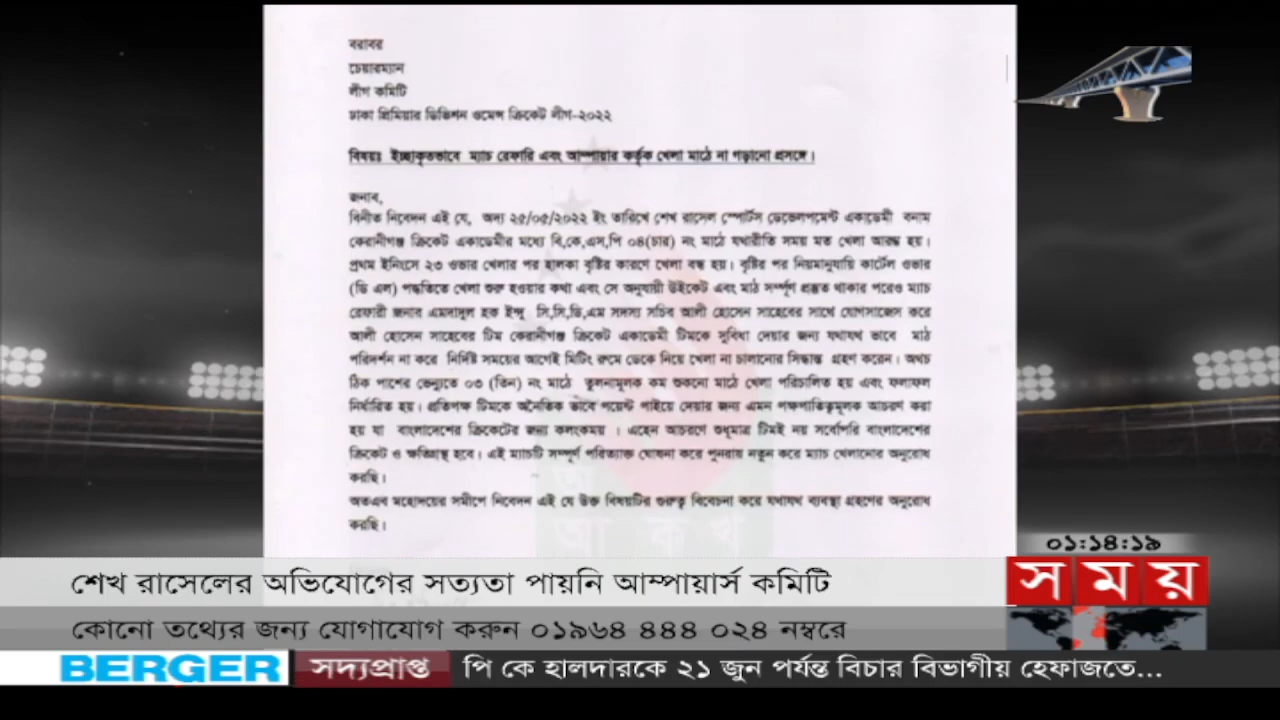 বরাবর
চেয়ারম্যান
লীগ কমিটি
ঢাকা প্রিমিয়ার ডিভিশন ওমেন্স ক্রিকেট লীগ-২০২২
বিষয়ঃ ইচ্ছাকৃতভাবে ম্যাচ রেফারি এবং আম্পায়ার কর্তৃক খেলা মাঠে না গড়ানো প্রসঙ্গে।
জনাব,
বিনীত নিবেদন এই যে, অদ্য ২৫/০৫/২০২২ ইং তারিখে শেখ রাসেল স্পোর্টস ডেভেলপমেন্ট একাডেমী বনাম
কেরানীগঞ্জ ক্রিকেট একাডেমীর মধ্যে বি,কে,এস,পি ০৪(চার) নং মাঠে যথারীতি সময় মত খেলা আরম্ভ হয়।
প্রথম ইনিংসে ২৩ ওভার খেলার পর হালকা বৃষ্টির কারণে খেলা বন্ধ হয়। বৃষ্টির পর নিয়মানুযায়ি কার্টেল ওভার
(ডি এল) পদ্ধতিতে খেলা শুরু হওয়ার কথা এবং সে অনুযায়ী উইকেট এবং মাঠ সম্পূর্ণ প্রস্তুত থাকার পরেও ম্যাচ
রেফারী জনাব এমদাদুল হক ইন্দু সি,সি,ডি,এম সদস্য সচিব আলী হোসেন সাহেবের সাথে যোগসাজেস করে
আলী হোসেন সাহেবের টিম কেরানীগঞ্জ ক্রিকেট একাডেমী টিমকে সুবিধা দেয়ার জন্য যথাযথ ভাবে মাঠ
পরিদর্শন না করে নির্দিষ্ট সময়ের আগেই মিটিং রুমে ডেকে নিয়ে খেলা না চালানোর সিদ্ধান্ত গ্রহণ করেন। অথচ
ঠিক পাশের ভেন্যুতে ০৩ (তিন) নং মাঠে তুলনামূলক কম শুকনো মাঠে খেলা পরিচালিত হয় এবং ফলাফল
নির্ধারিত হয়। প্রতিপক্ষ টিমকে অনৈতিক ভাবে পয়েন্ট পাইয়ে দেয়ার জন্য এমন পক্ষপাতিত্বমূলক আচরণ করা
হয় যা বাংলাদেশের ক্রিকেটের জন্য কলংকময় । এহেন আচরণে শুধুমাত্র টিমই নয় সর্বোপরি বাংলাদেশের
ক্রিকেট ও ক্ষতিগ্রস্থ হবে। এই ম্যাচটি সম্পূর্ণ পরিত্যাক্ত ঘোষনা করে পুনরায় নতুন করে ম্যাচ খেলানোর অনুরোধ
করছি।
অতএব মহোদয়ের সমীপে নিবেদন এই যে উক্ত বিষয়টির গুরুত্ব বিবেচনা করে যথাযথ ব্যবস্থা গ্রহণের অনুরোধ
করছি।
০১:১৪:১৯
শেখ রাসেলের অভিযোগের সত্যতা পায়নি আম্পায়ার্স কমিটি
সময়
কোনো তথ্যের জন্য যোগাযোগ করুন ০১৯৬৪ ৪৪৪ ০২৪ নম্বরে
BERGER সদ্যপ্রাপ্ত পি কে হালদারকে ২১ জুন পর্যন্ত বিচার বিভাগীয় হেফাজতে...